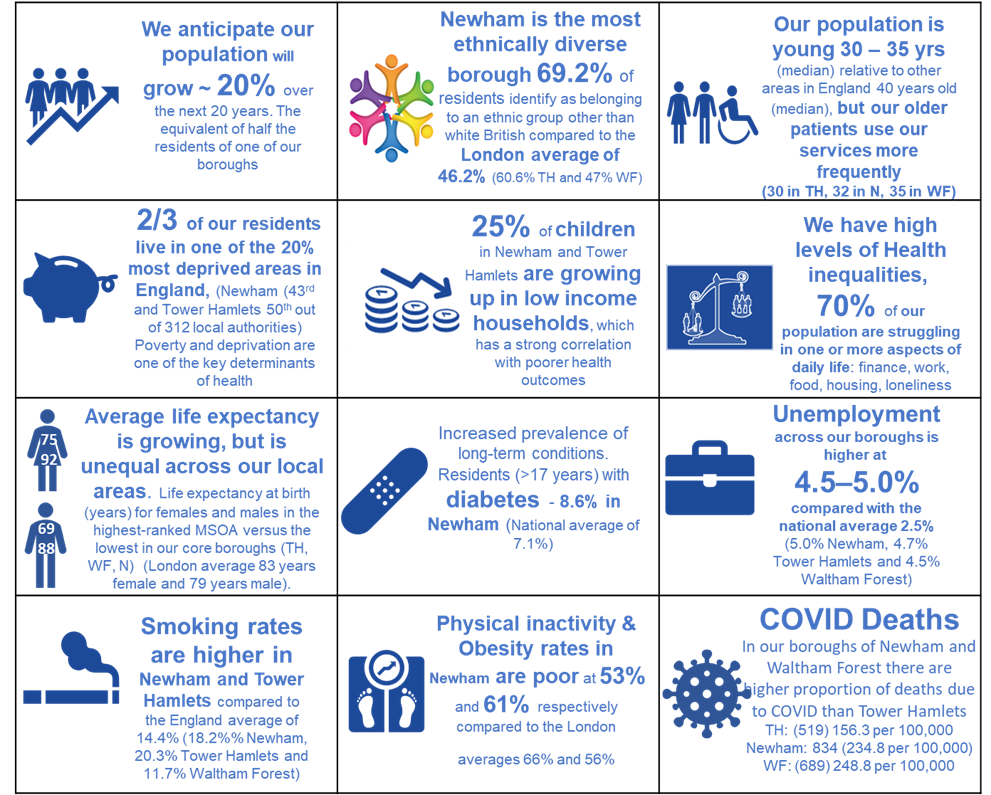 We anticipate our
population will
grow ~ 20% over
the next 20 years. The
equivalent of half the
residents of one of our
boroughs
Newham is the most
ethnically diverse
borough 69.2% of
residents identify as belonging
to an ethnic group other than
white British compared to the
London average of
46.2% (60.6% TH and 47% WF)
Our population is
young 30 – 35 yrs
(median) relative to other
areas in England 40 years old
(median), but our older
patients use our
services more
frequently
(30 in TH, 32 in N, 35 in WF)
2/3 of our residents
live in one of the 20%
most deprived areas in
England, (Newham (43rd
and Tower Hamlets 50th out
of 312 local authorities)
Poverty and deprivation are
one of the key determinants
of health
25% of children
in Newham and Tower
Hamlets are growing
up in low income
households, which
has a strong correlation
with poorer health
outcomes
We have high
levels of Health
inequalities,
70% of our
population are struggling
in one or more aspects of
daily life: finance, work,
food, housing, loneliness
75
92
69
88
Average life expectancy
is growing, but is
unequal across our local
areas. Life expectancy at birth
(years) for females and males in the
highest-ranked MSOA versus the
lowest in our core boroughs (TH,
WF, N) (London average 83 years
female and 79 years male).
Increased prevalence of
long-term conditions.
Residents (>17 years) with
diabetes - 8.6% in
Newham (National average of
7.1%)
Unemployment
across our boroughs is
higher at
4.5–5.0%
compared with the
national average 2.5%
(5.0% Newham, 4.7%
Tower Hamlets and 4.5%
Waltham Forest)
Smoking rates
are higher in
Newham and Tower
Hamlets compared to
the England average of
14.4% (18.2%% Newham,
20.3% Tower Hamlets and
11.7% Waltham Forest)
Physical inactivity &
Obesity rates in
Newham are poor at 53%
and 61% respectively
compared to the London
averages 66% and 56%
COVID Deaths
In our boroughs of Newham and
Waltham Forest there are
higher proportion of deaths due
to COVID than Tower Hamlets
TH: (519) 156.3 per 100,000
Newham: 834 (234.8 per 100,000)
WF: (689) 248.8 per 100,000